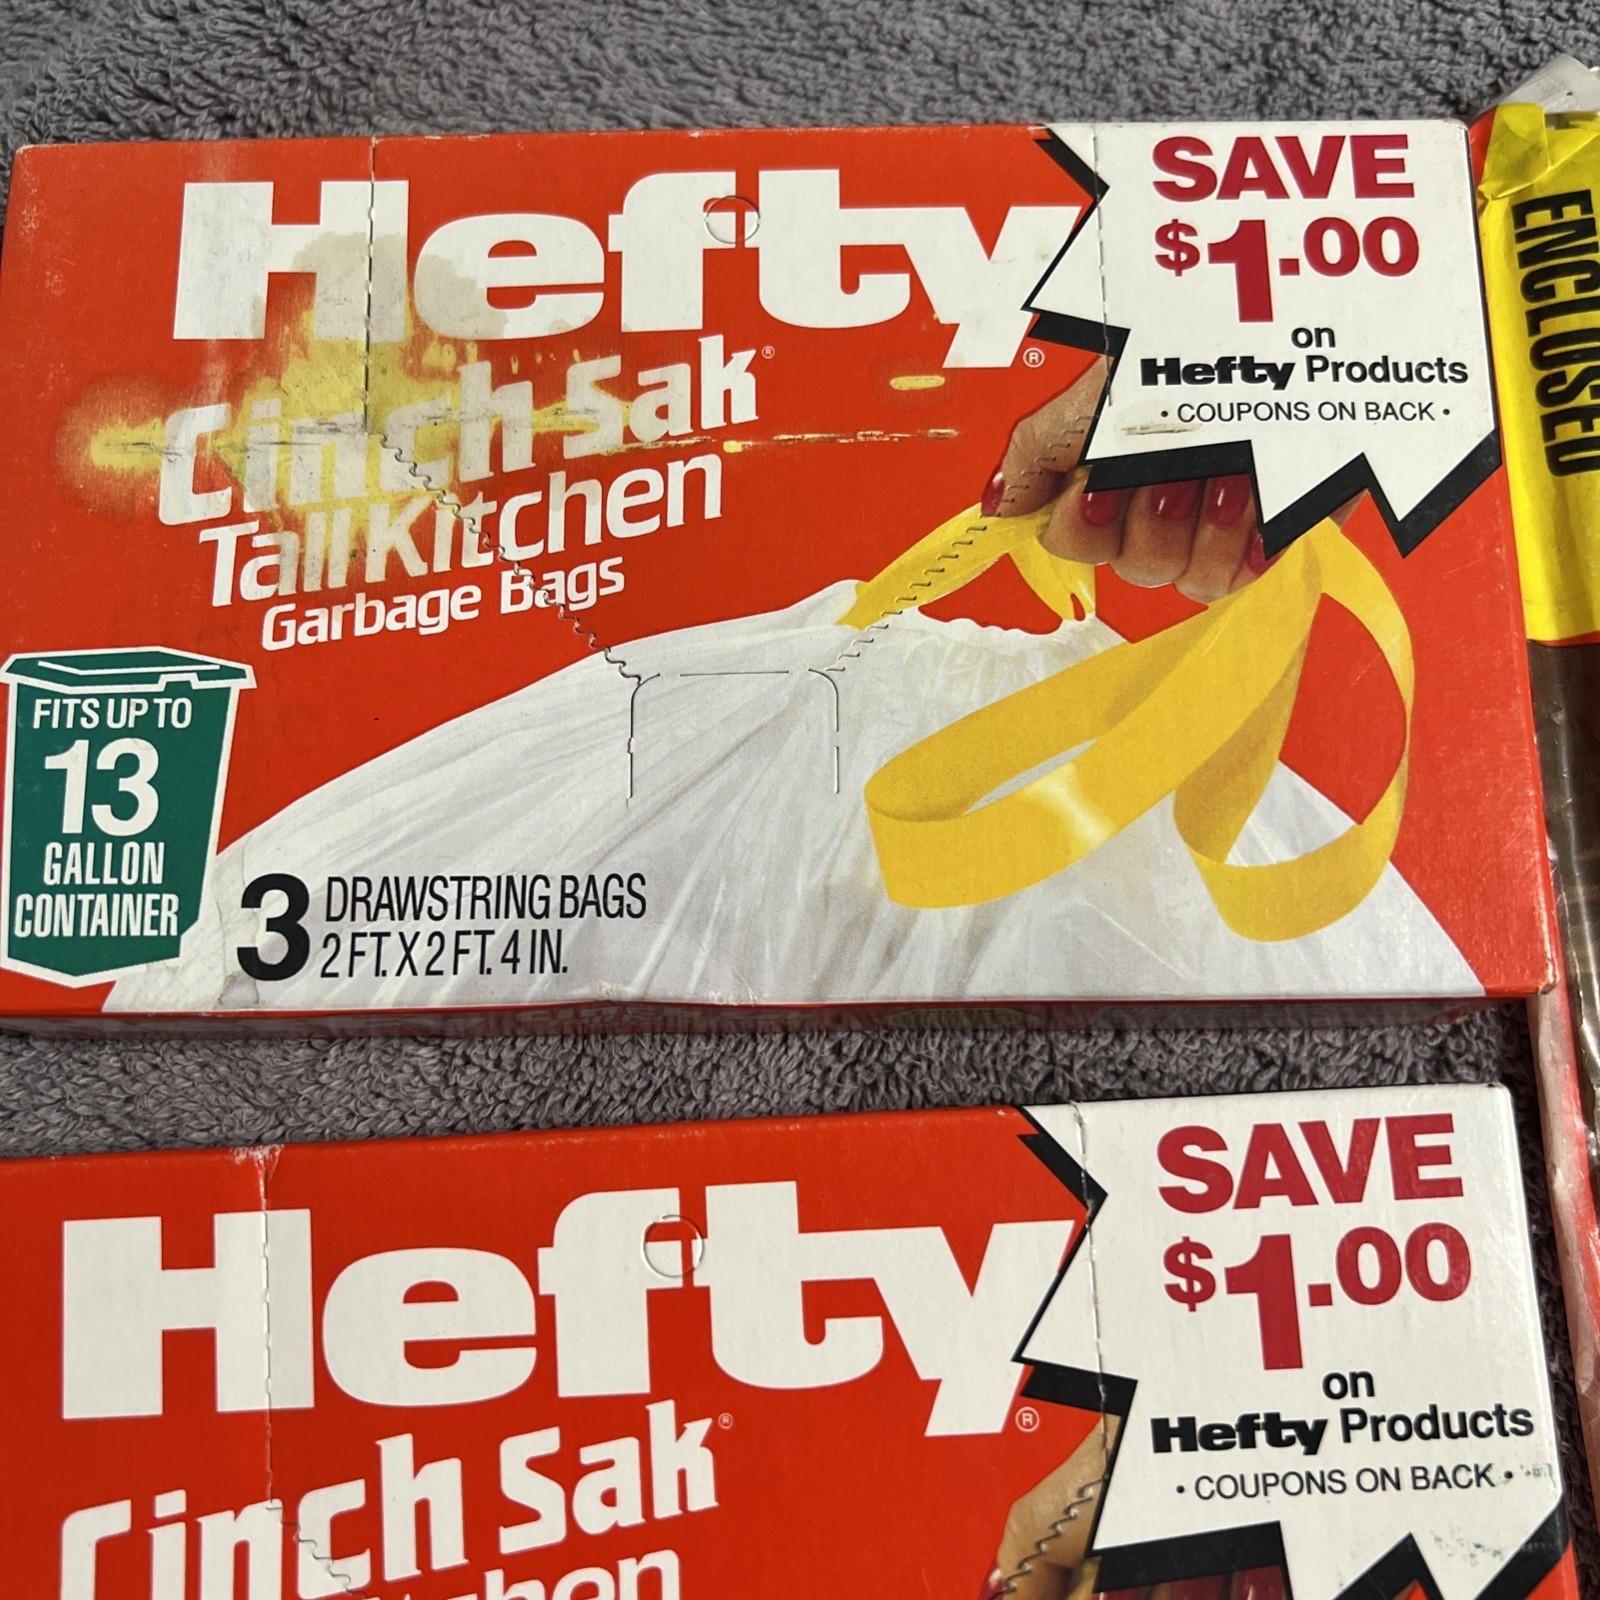 Hefty®
Cinch Sak®
Tall Kitchen
Garbage Bags
FITS UP TO
13
GALLON
CONTAINER
3 DRAWSTRING BAGS
2 FT. X 2 FT. 4 IN.
SAVE
$1.00
on
Hefty Products
• COUPONS ON BACK •
ENCLOSED
Hefty®
Cinch Sak®
SAVE
$1.00
on
Hefty Products
• COUPONS ON BACK •